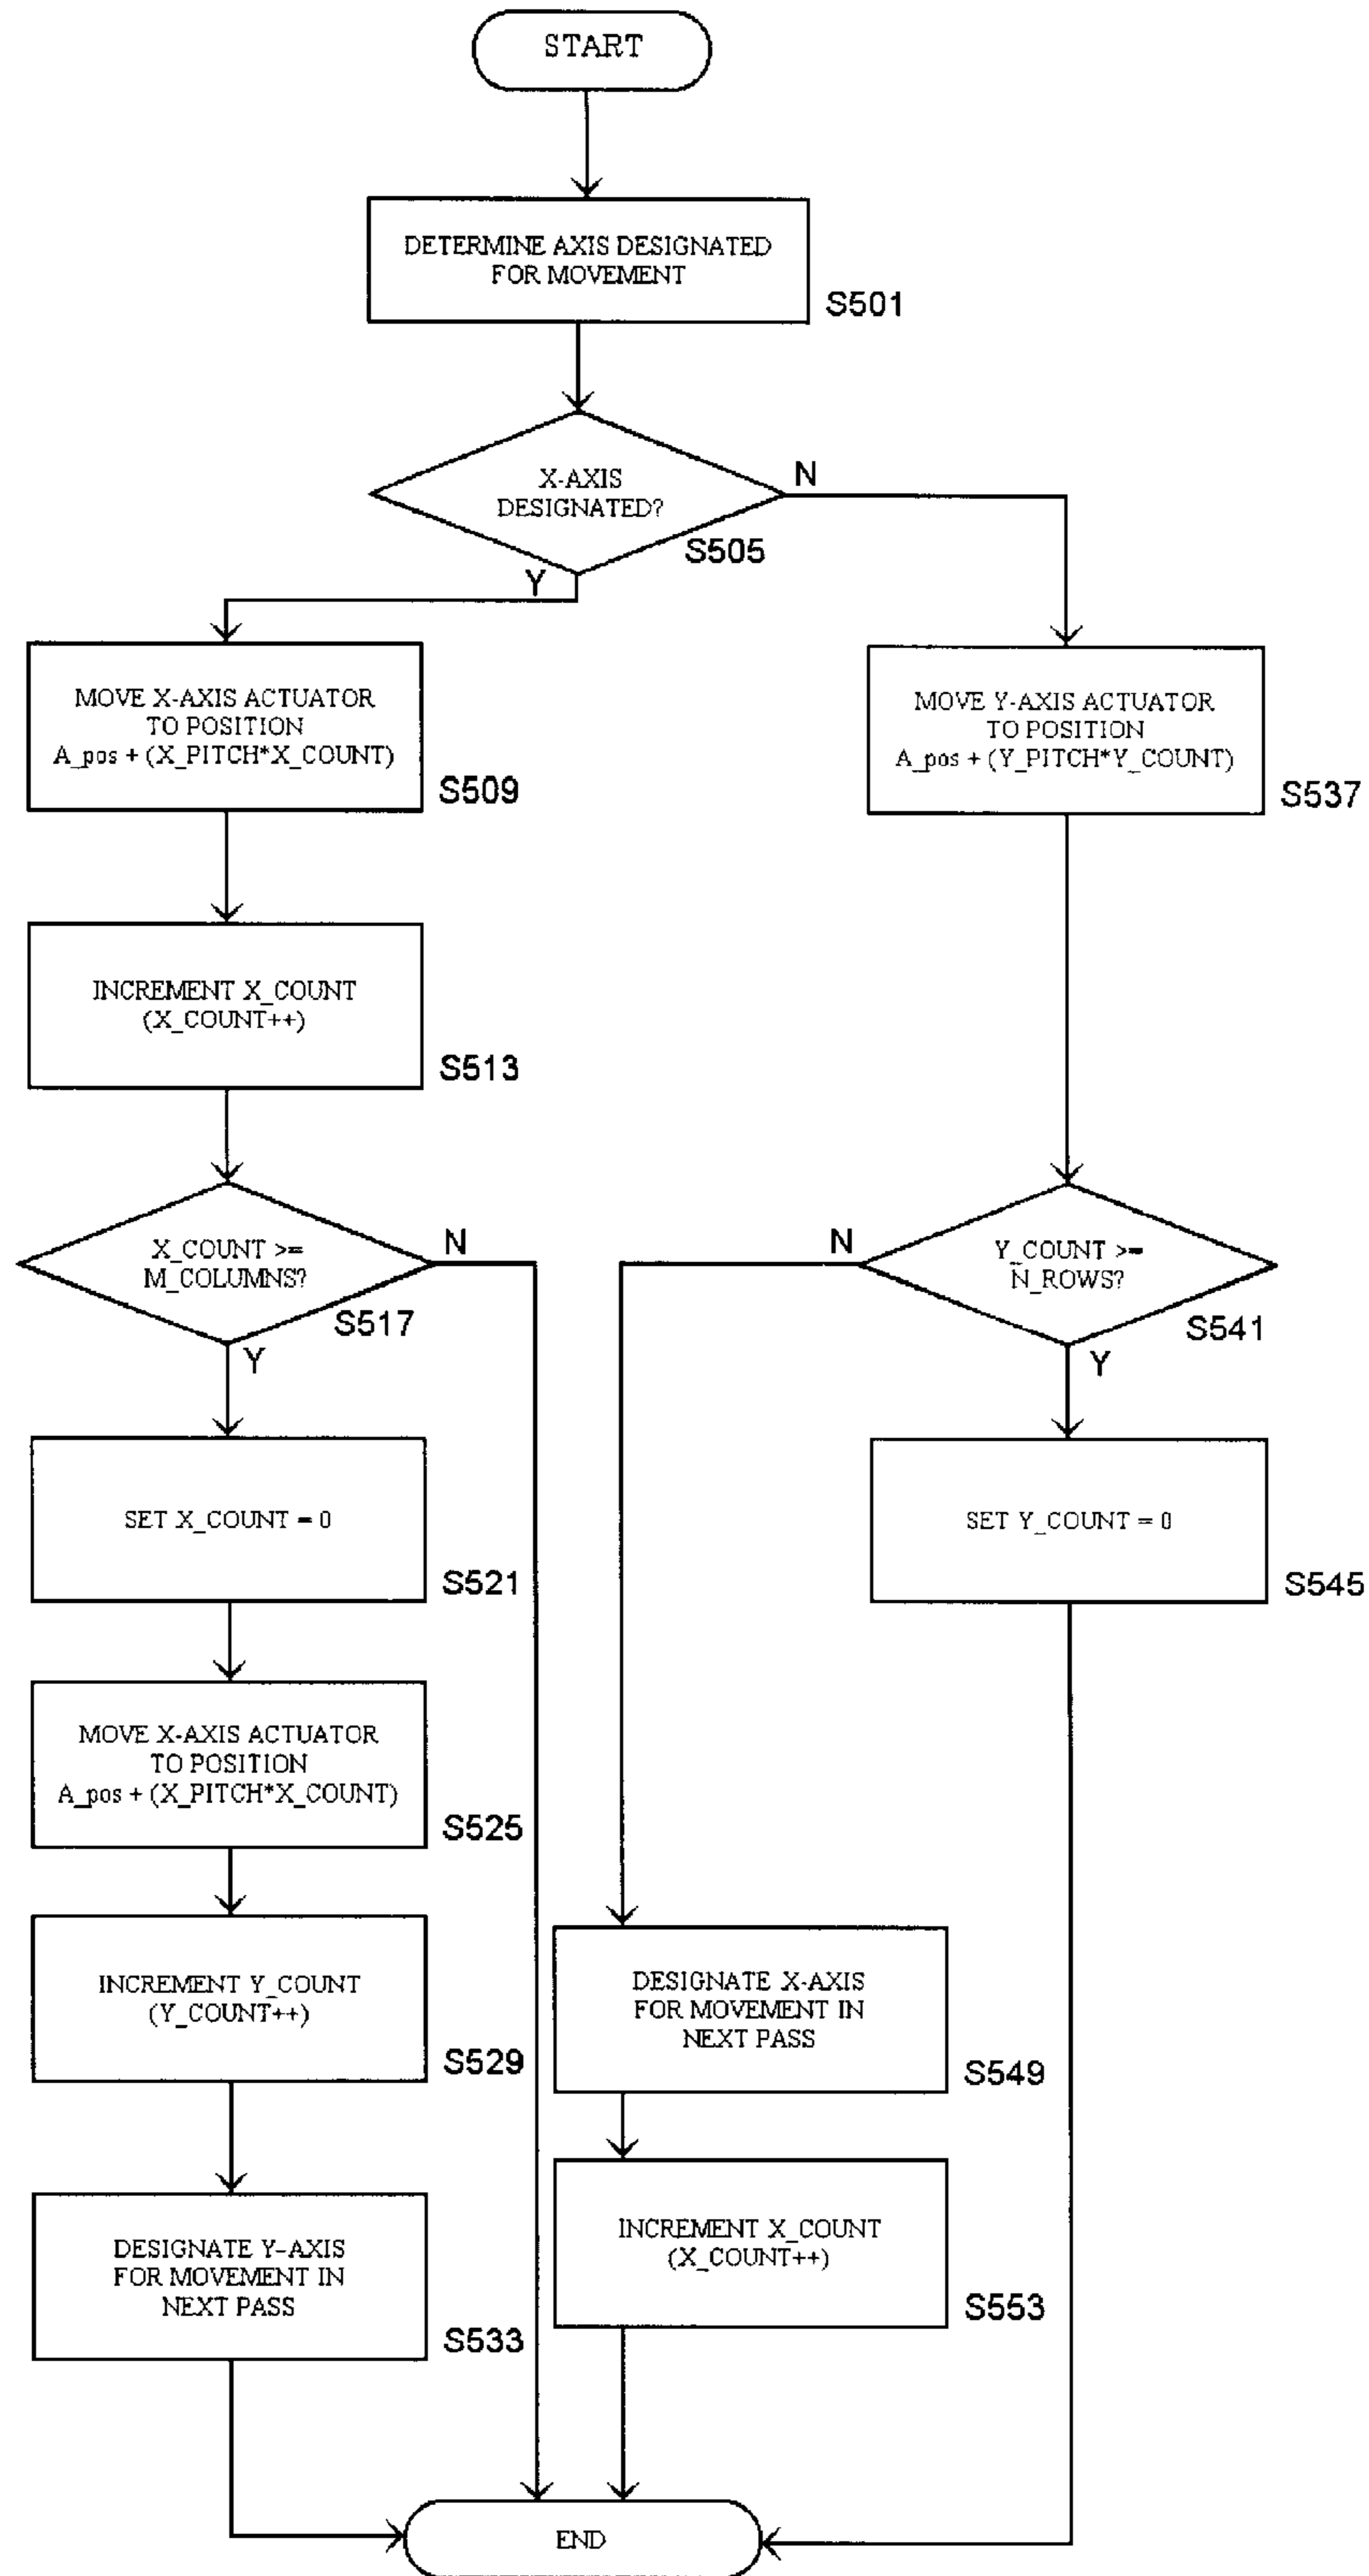 START
DETERMINE AXIS DESIGNATED
FOR MOVEMENT
S501
X-AXIS
DESIGNATED?
S505
N
Y
MOVE X-AXIS ACTUATOR
TO POSITION
A_pos + (X_PITCH*X_COUNT)
S509
MOVE Y-AXIS ACTUATOR
TO POSITION
A_pos + (Y_PITCH*Y_COUNT)
S537
INCREMENT X_COUNT
(X_COUNT++)
S513
X_COUNT >=
M_COLUMNS?
S517
N
Y
N
Y_COUNT >=
N_ROWS?
S541
Y
SET X_COUNT = 0
S521
SET Y_COUNT = 0
S545
MOVE X-AXIS ACTUATOR
TO POSITION
A_pos + (X_PITCH*X_COUNT)
S525
INCREMENT Y_COUNT
(Y_COUNT++)
S529
DESIGNATE X-AXIS
FOR MOVEMENT IN
NEXT PASS
S549
DESIGNATE Y-AXIS
FOR MOVEMENT IN
NEXT PASS
S533
INCREMENT X_COUNT
(X_COUNT++)
S553
END